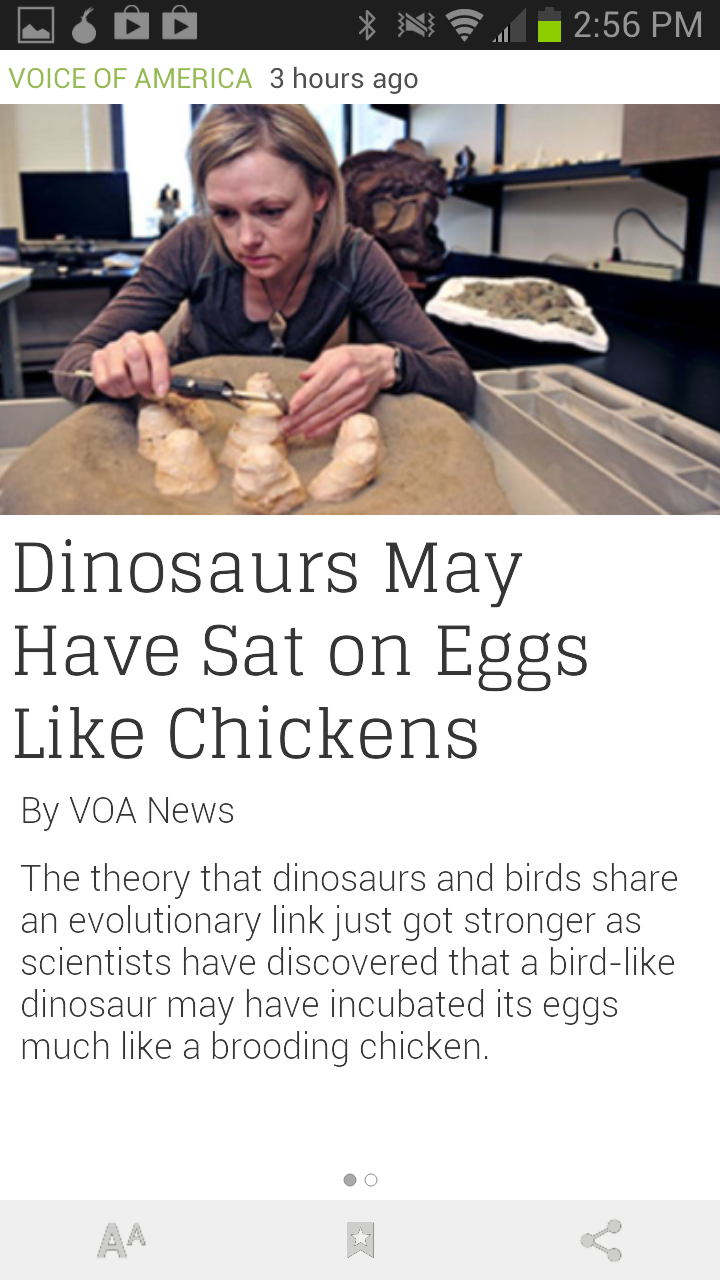 2:56 PM
VOICE OF AMERICA 3 hours ago
Dinosaurs May
Have Sat on Eggs
Like Chickens
By VOA News
The theory that dinosaurs and birds share
an evolutionary link just got stronger as
scientists have discovered that a bird-like
dinosaur may have incubated its eggs
much like a brooding chicken.
AA